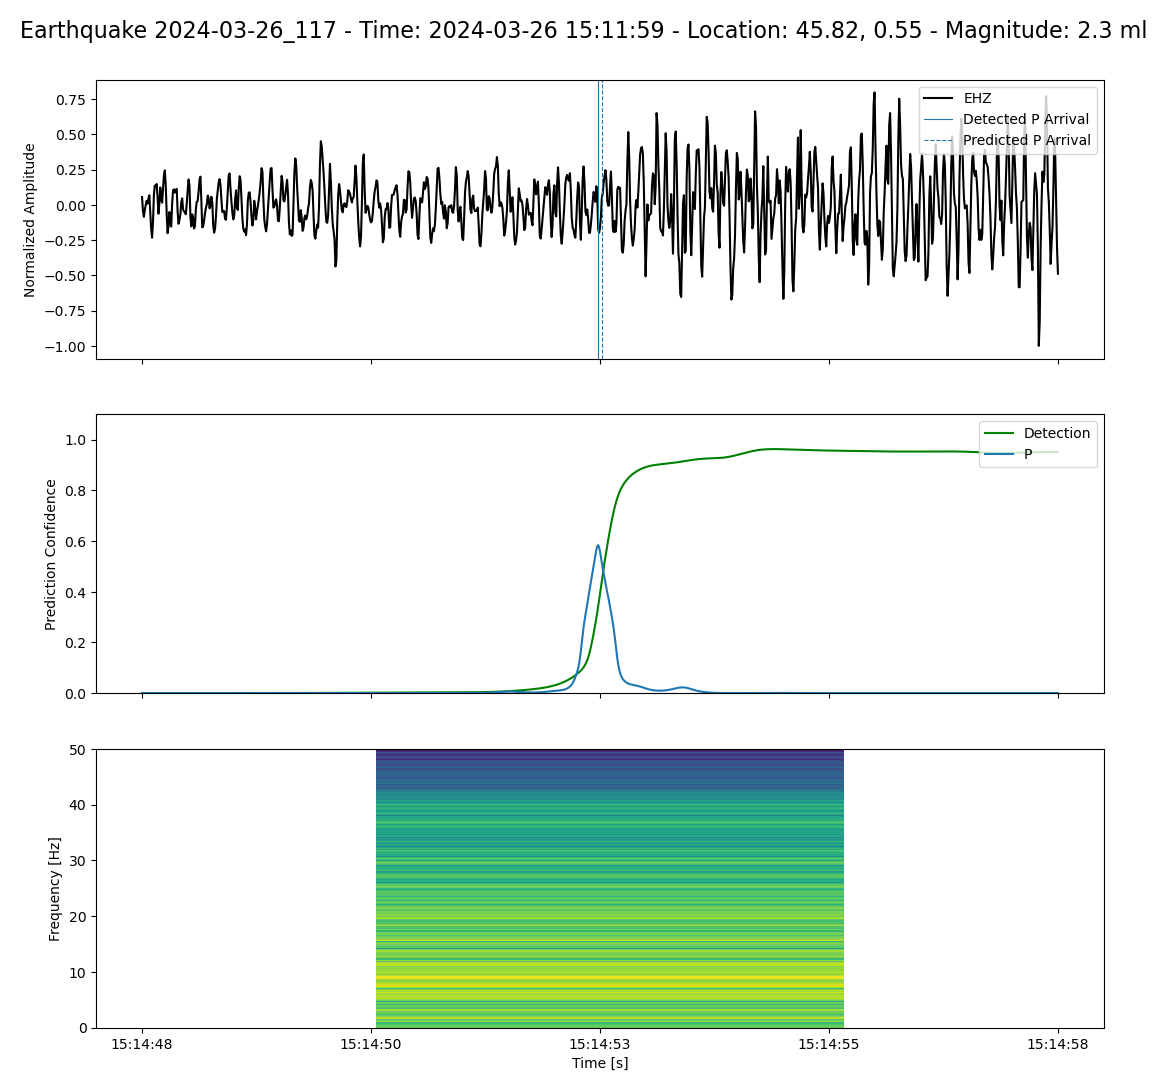 Earthquake 2024-03-26_117 - Time: 2024-03-26 15:11:59 - Location: 45.82, 0.55 - Magnitude: 2.3 ml
Normalized Amplitude
0.75
0.50
0.25
0.00
−0.25
−0.50
−0.75
−1.00
EHZ
Detected P Arrival
Predicted P Arrival
Prediction Confidence
1.0
0.8
0.6
0.4
0.2
0.0
Detection
P
Frequency [Hz]
50
40
30
20
10
0
15:14:48
15:14:50
15:14:53
15:14:55
15:14:58
Time [s]